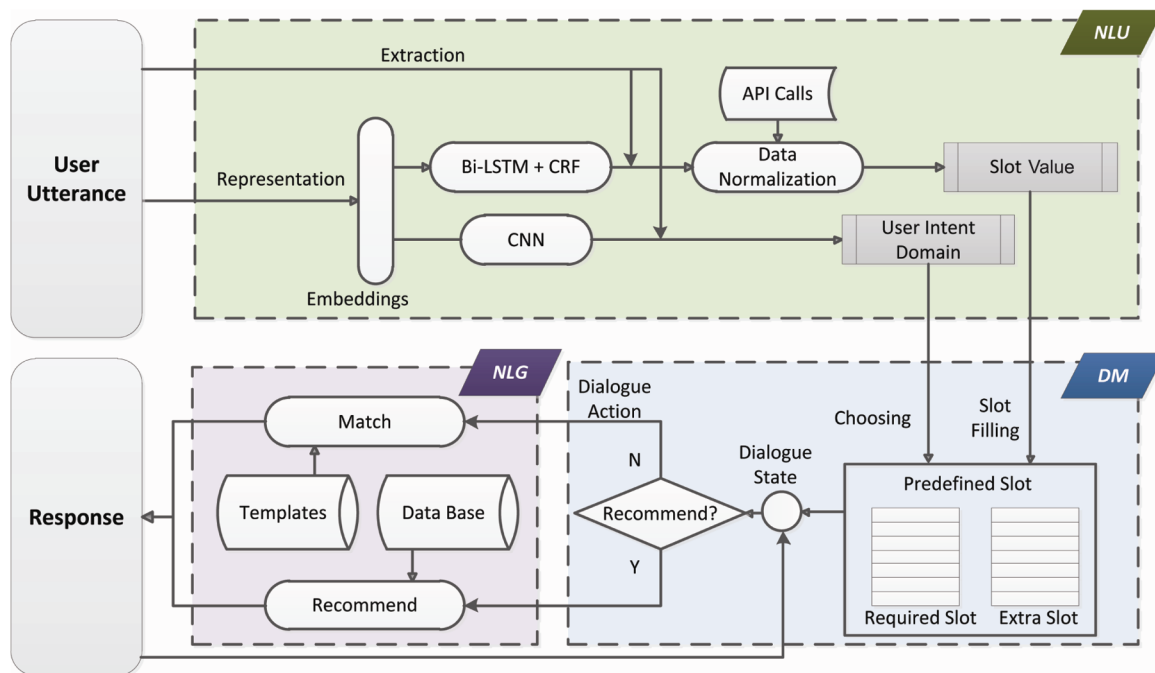 NLU
Extraction
API Calls
User
Utterance
Representation
Bi-LSTM + CRF
Data
Normalization
Slot Value
CNN
User Intent
Domain
Embeddings
NLG
DM
Dialogue
Action
Match
Choosing
Slot
Filling
N
Dialogue
State
Predefined Slot
Response
Templates
Data Base
Recommend?
Y
Recommend
Required Slot
Extra Slot